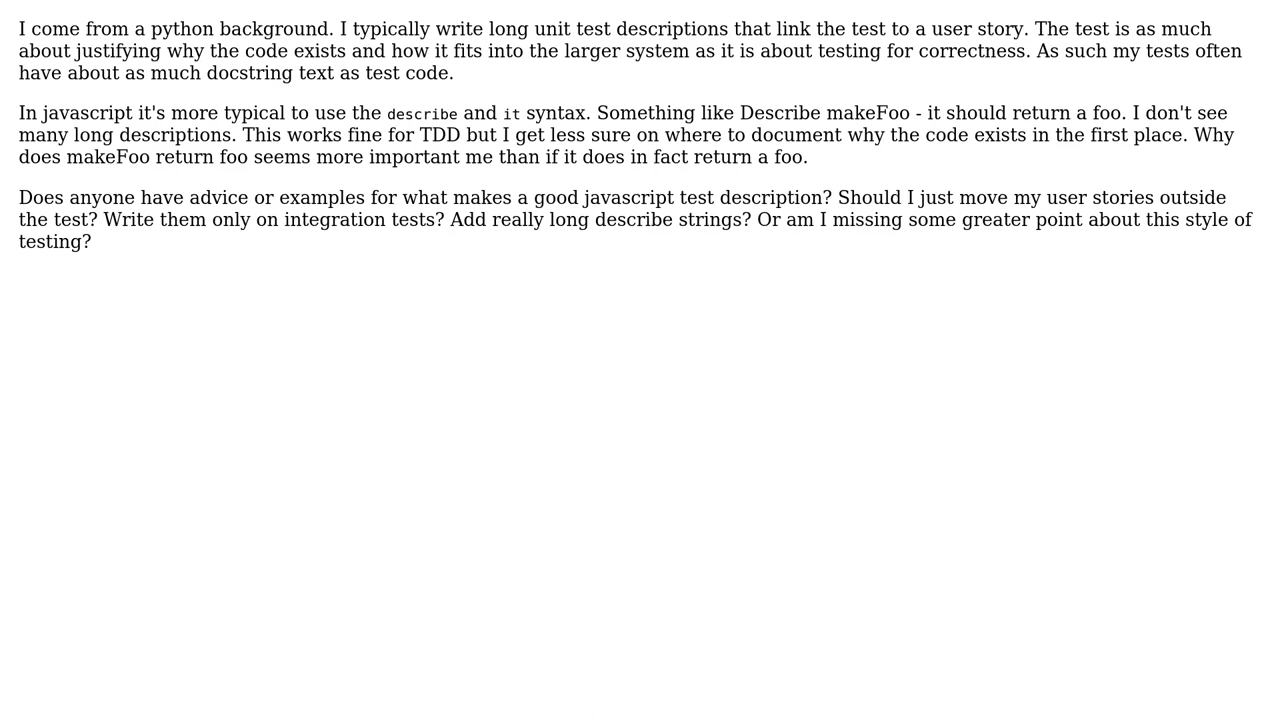 I come from a python background. I typically write long unit test descriptions that link the test to a user story. The test is as much
about justifying why the code exists and how it fits into the larger system as it is about testing for correctness. As such my tests often
have about as much docstring text as test code.
In javascript it's more typical to use the describe and it syntax. Something like Describe makeFoo - it should return a foo. I don't see
many long descriptions. This works fine for TDD but I get less sure on where to document why the code exists in the first place. Why
does makeFoo return foo seems more important me than if it does in fact return a foo.
Does anyone have advice or examples for what makes a good javascript test description? Should I just move my user stories outside
the test? Write them only on integration tests? Add really long describe strings? Or am I missing some greater point about this style of
testing?